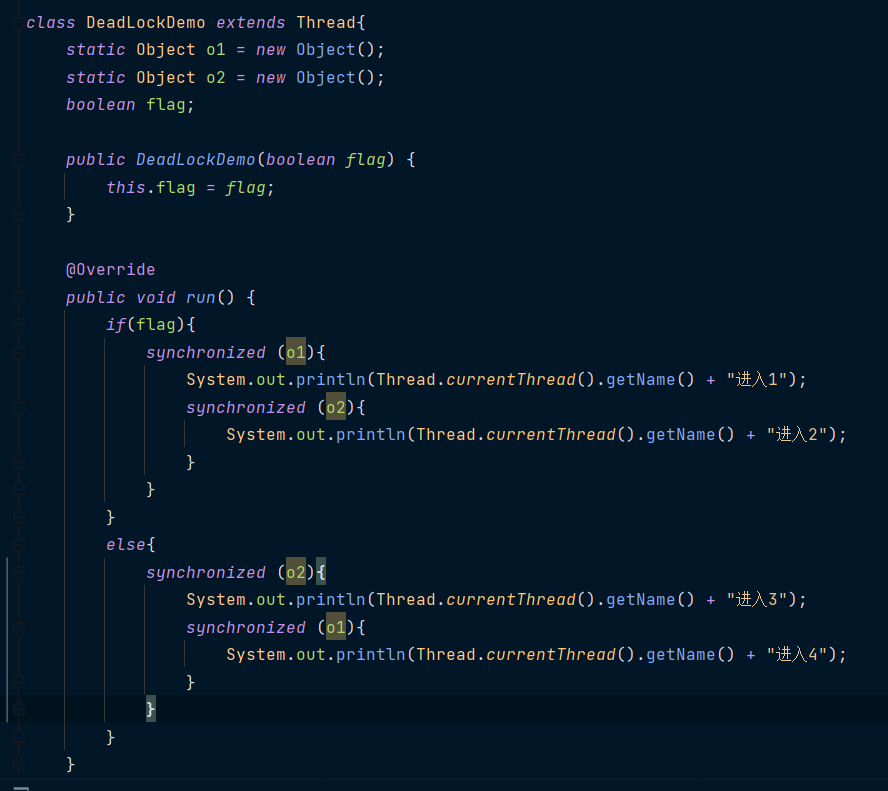 class DeadLockDemo extends Thread{
    static Object o1 = new Object();
    static Object o2 = new Object();
    boolean flag;

    public DeadLockDemo(boolean flag) {
        this.flag = flag;
    }

    @Override
    public void run() {
        if(flag){
            synchronized (o1){
                System.out.println(Thread.currentThread().getName() + "进入1");
                synchronized (o2){
                    System.out.println(Thread.currentThread().getName() + "进入2");
                }
            }
        }
        else{
            synchronized (o2){
                System.out.println(Thread.currentThread().getName() + "进入3");
                synchronized (o1){
                    System.out.println(Thread.currentThread().getName() + "进入4");
                }
            }
        }
    }